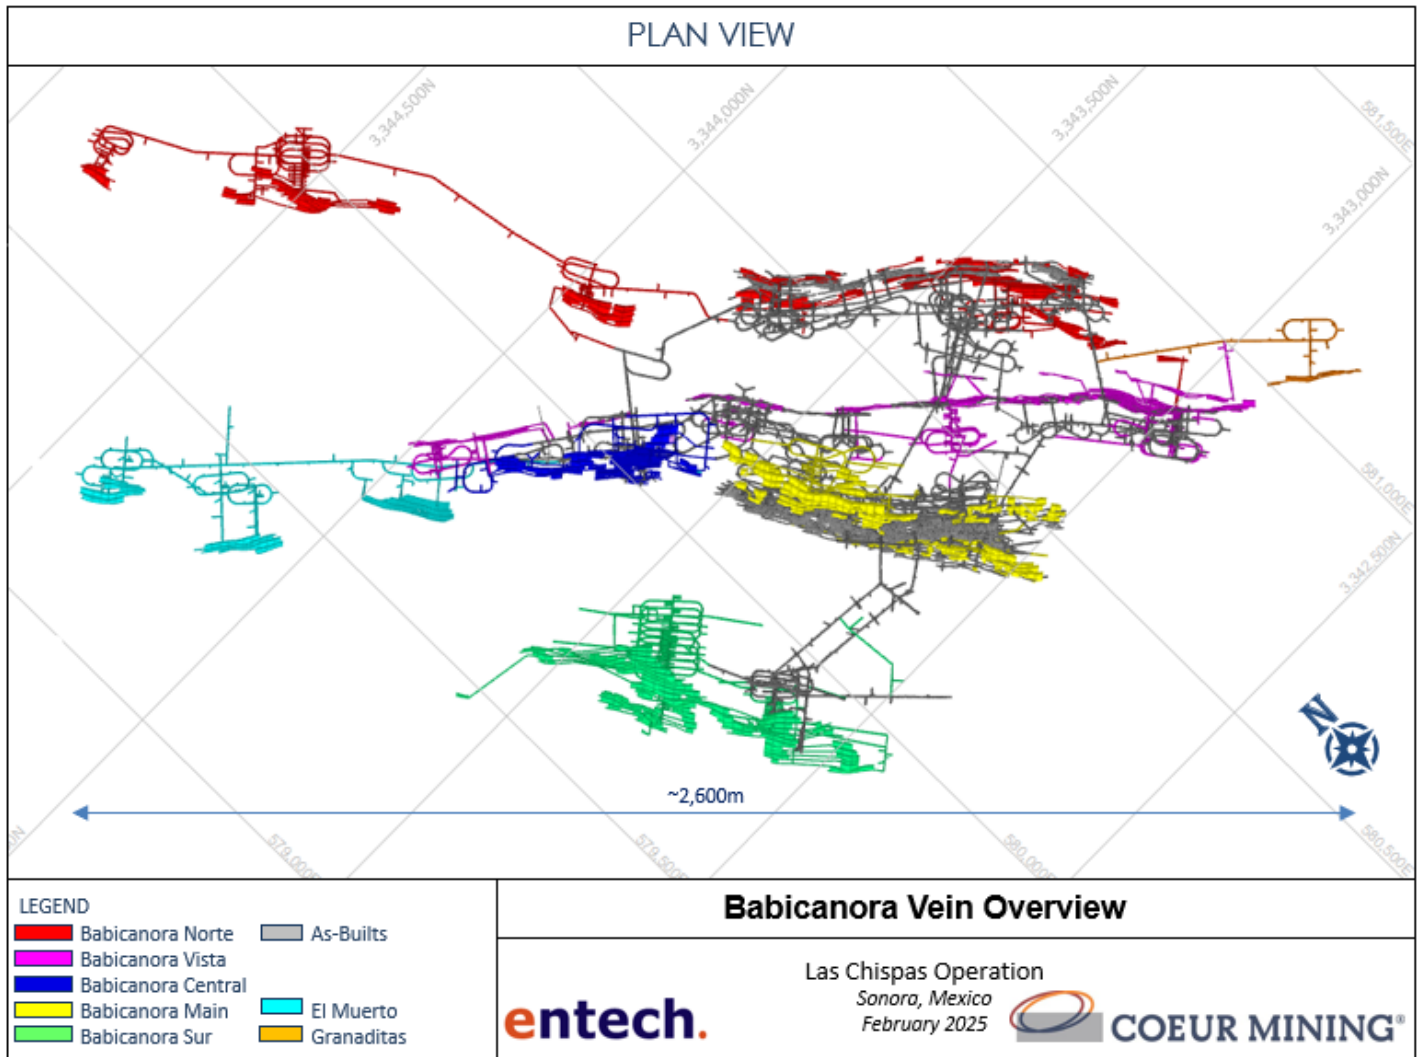 PLAN VIEW
3,344,500N
3,344,000N
3,343,500N
581,500E
3,343,000N
581,000E
3,342,500N
~2,600m
N
579,000E
579,500E
580,000E
580,500E
LEGEND
Babicanora Norte
As-Builts
Babicanora Vista
Babicanora Central
Babicanora Main
El Muerto
Babicanora Sur
Granaditas
Babicanora Vein Overview
Las Chispas Operation
Sonora, Mexico
February 2025
entech.
COEUR MINING®